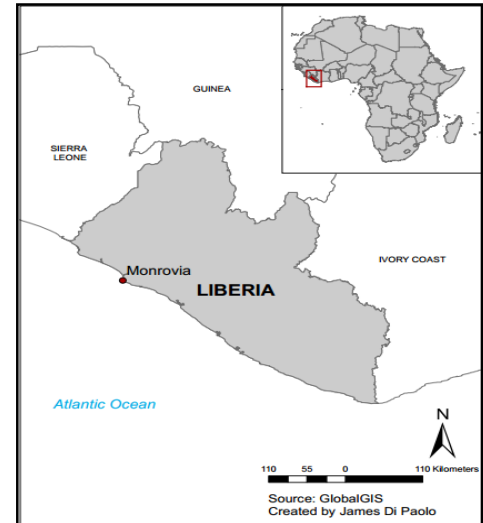 GUINEA
SIERRA
LEONE
IVORY COAST
Monrovia
LIBERIA
Atlantic Ocean
N
110 55 0 110 Kilometers
Source: GlobalGIS
Created by James Di Paolo